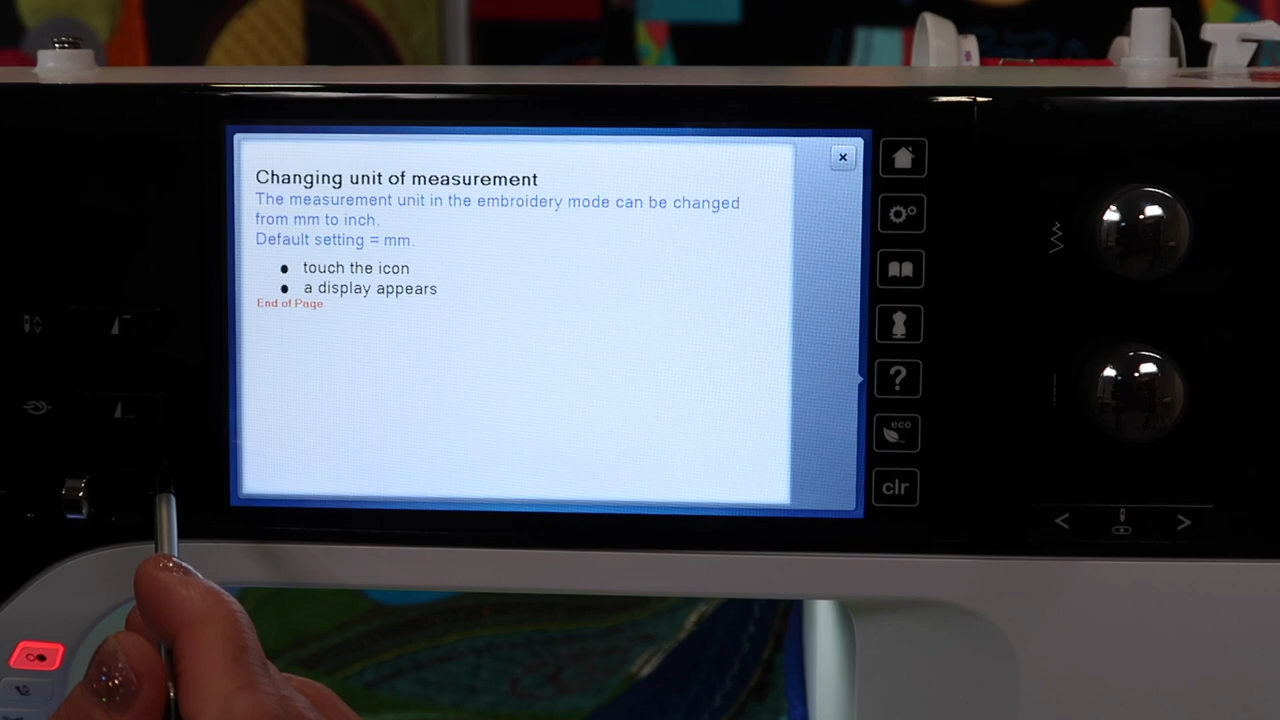 Changing unit of measurement
The measurement unit in the embroidery mode can be changed
from mm to inch.
Default setting = mm.
● touch the icon
● a display appears
End of Page
×
?
eco
clr
< >